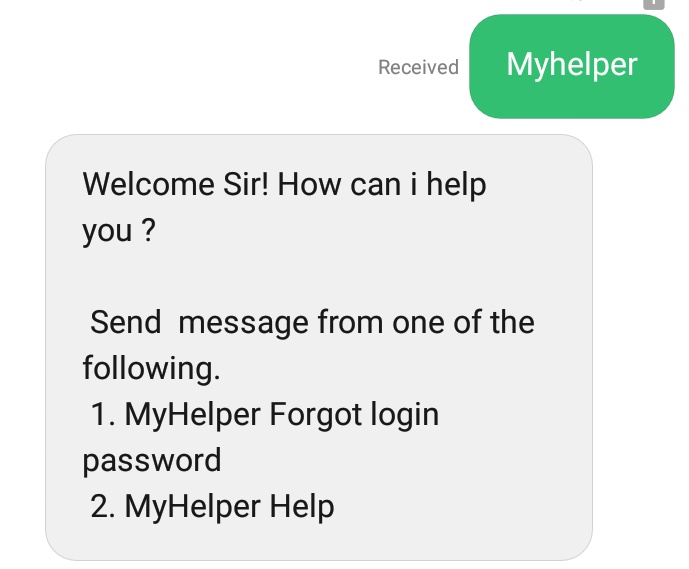 Received Myhelper
Welcome Sir! How can i help
you ?
Send  message from one of the
following.
1. MyHelper Forgot login
password
2. MyHelper Help